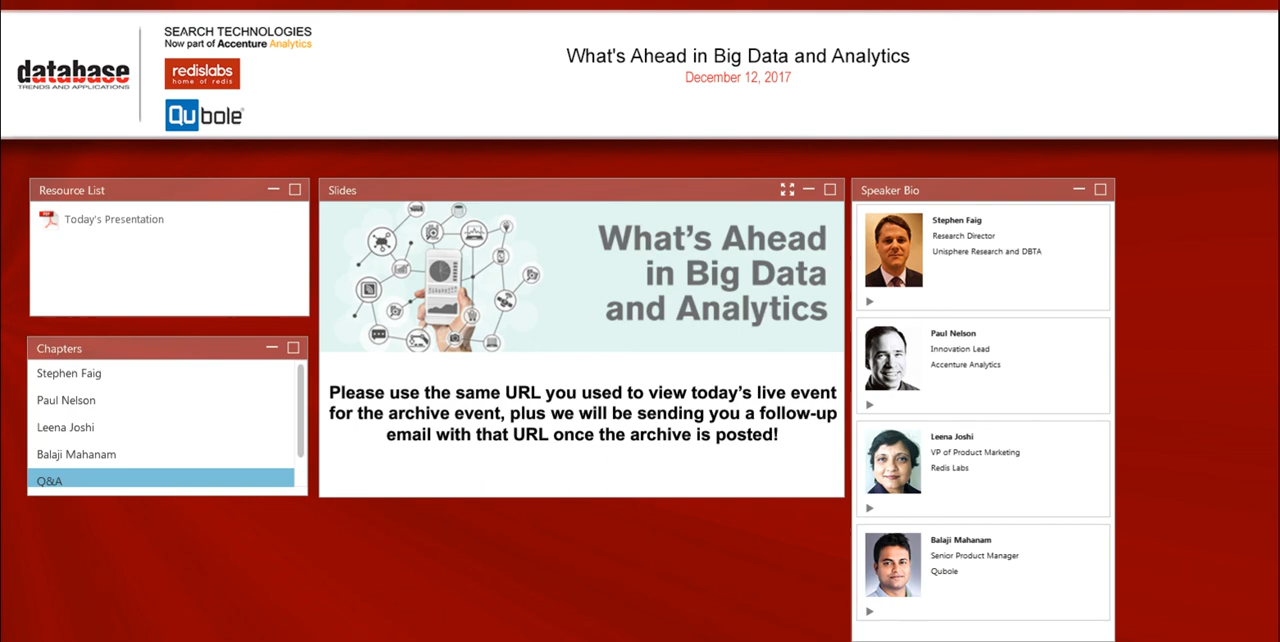 database
TRENDS AND APPLICATIONS
SEARCH TECHNOLOGIES
Now part of Accenture Analytics
redislabs
home of redis
Qubole
What's Ahead in Big Data and Analytics
December 12, 2017
Resource List
Today's Presentation
Chapters
Stephen Faig
Paul Nelson
Leena Joshi
Balaji Mahanam
Q&A
Slides
What's Ahead
in Big Data
and Analytics
Please use the same URL you used to view today's live event
for the archive event, plus we will be sending you a follow-up
email with that URL once the archive is posted!
Speaker Bio
Stephen Faig
Research Director
Unisphere Research and DBTA
Paul Nelson
Innovation Lead
Accenture Analytics
Leena Joshi
VP of Product Marketing
Redis Labs
Balaji Mahanam
Senior Product Manager
Qubole